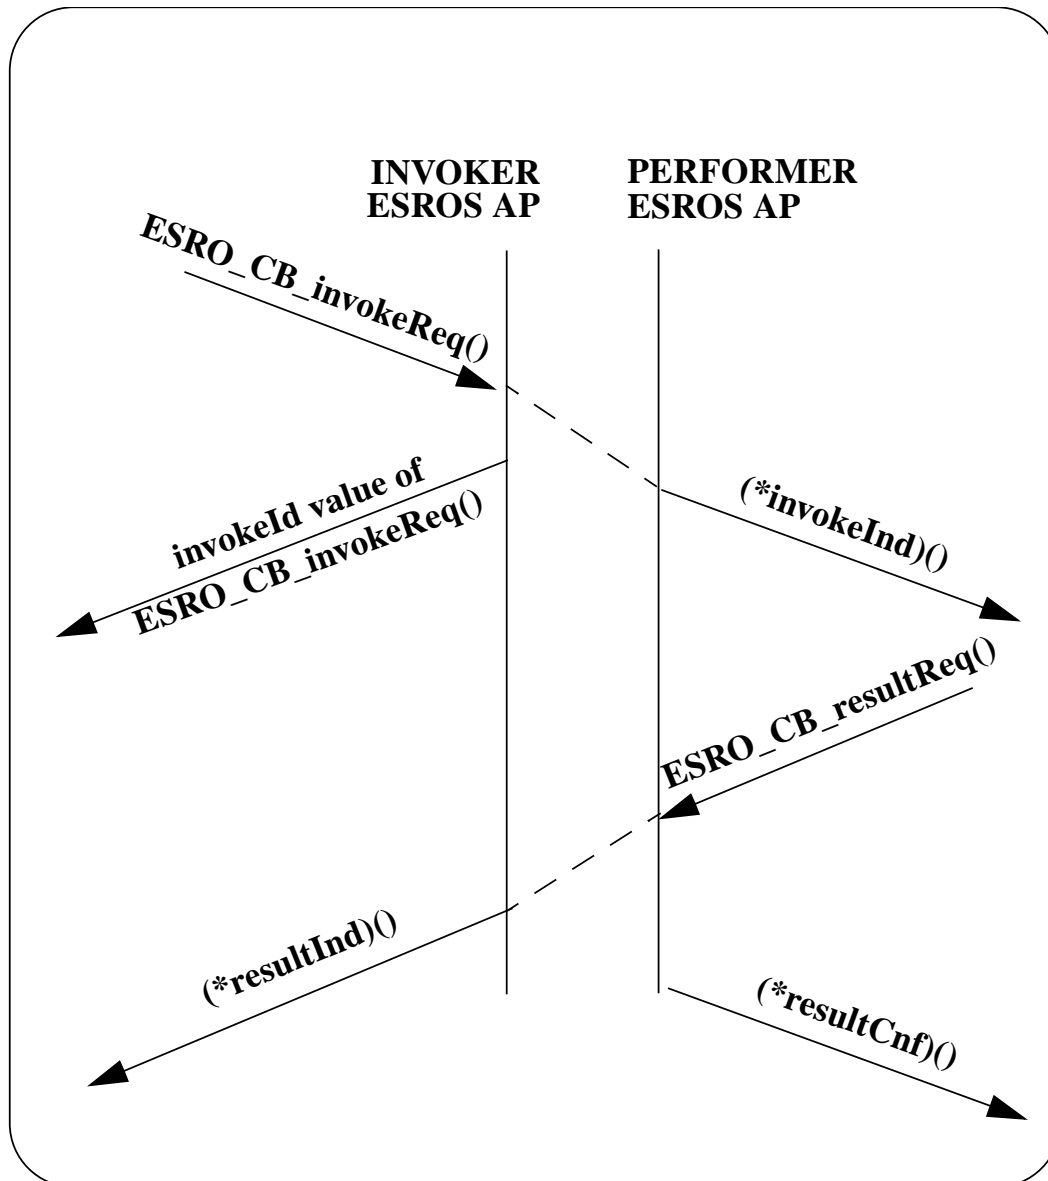 INVOKER
ESROS AP
PERFORMER
ESROS AP
ESRO_CB_invokeReq()
invokeId value of
ESRO_CB_invokeReq()
(*invokeInd)()
ESRO_CB_resultReq()
(*resultInd)()
(*resultCnf)()